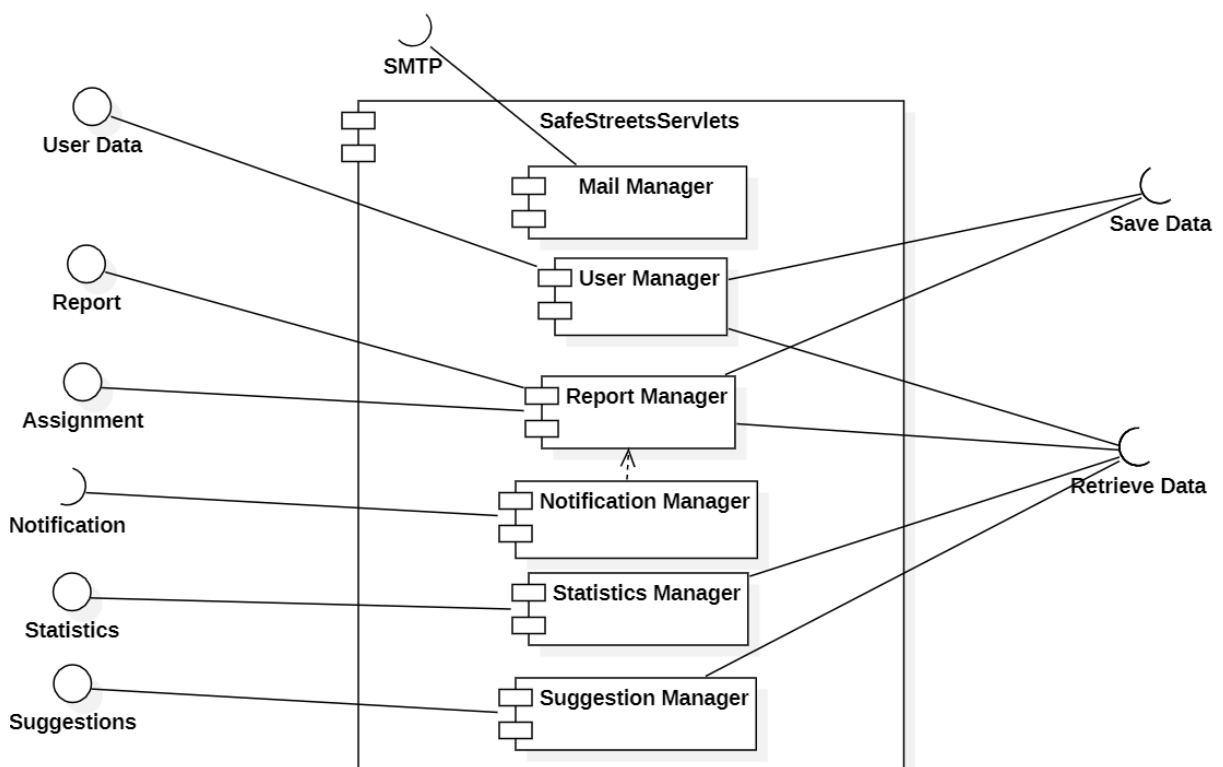 SMTP
SafeStreetsServlets
User Data
Mail Manager
Save Data
User Manager
Report
Report Manager
Assignment
Retrieve Data
Notification Manager
Notification
Statistics Manager
Statistics
Suggestion Manager
Suggestions